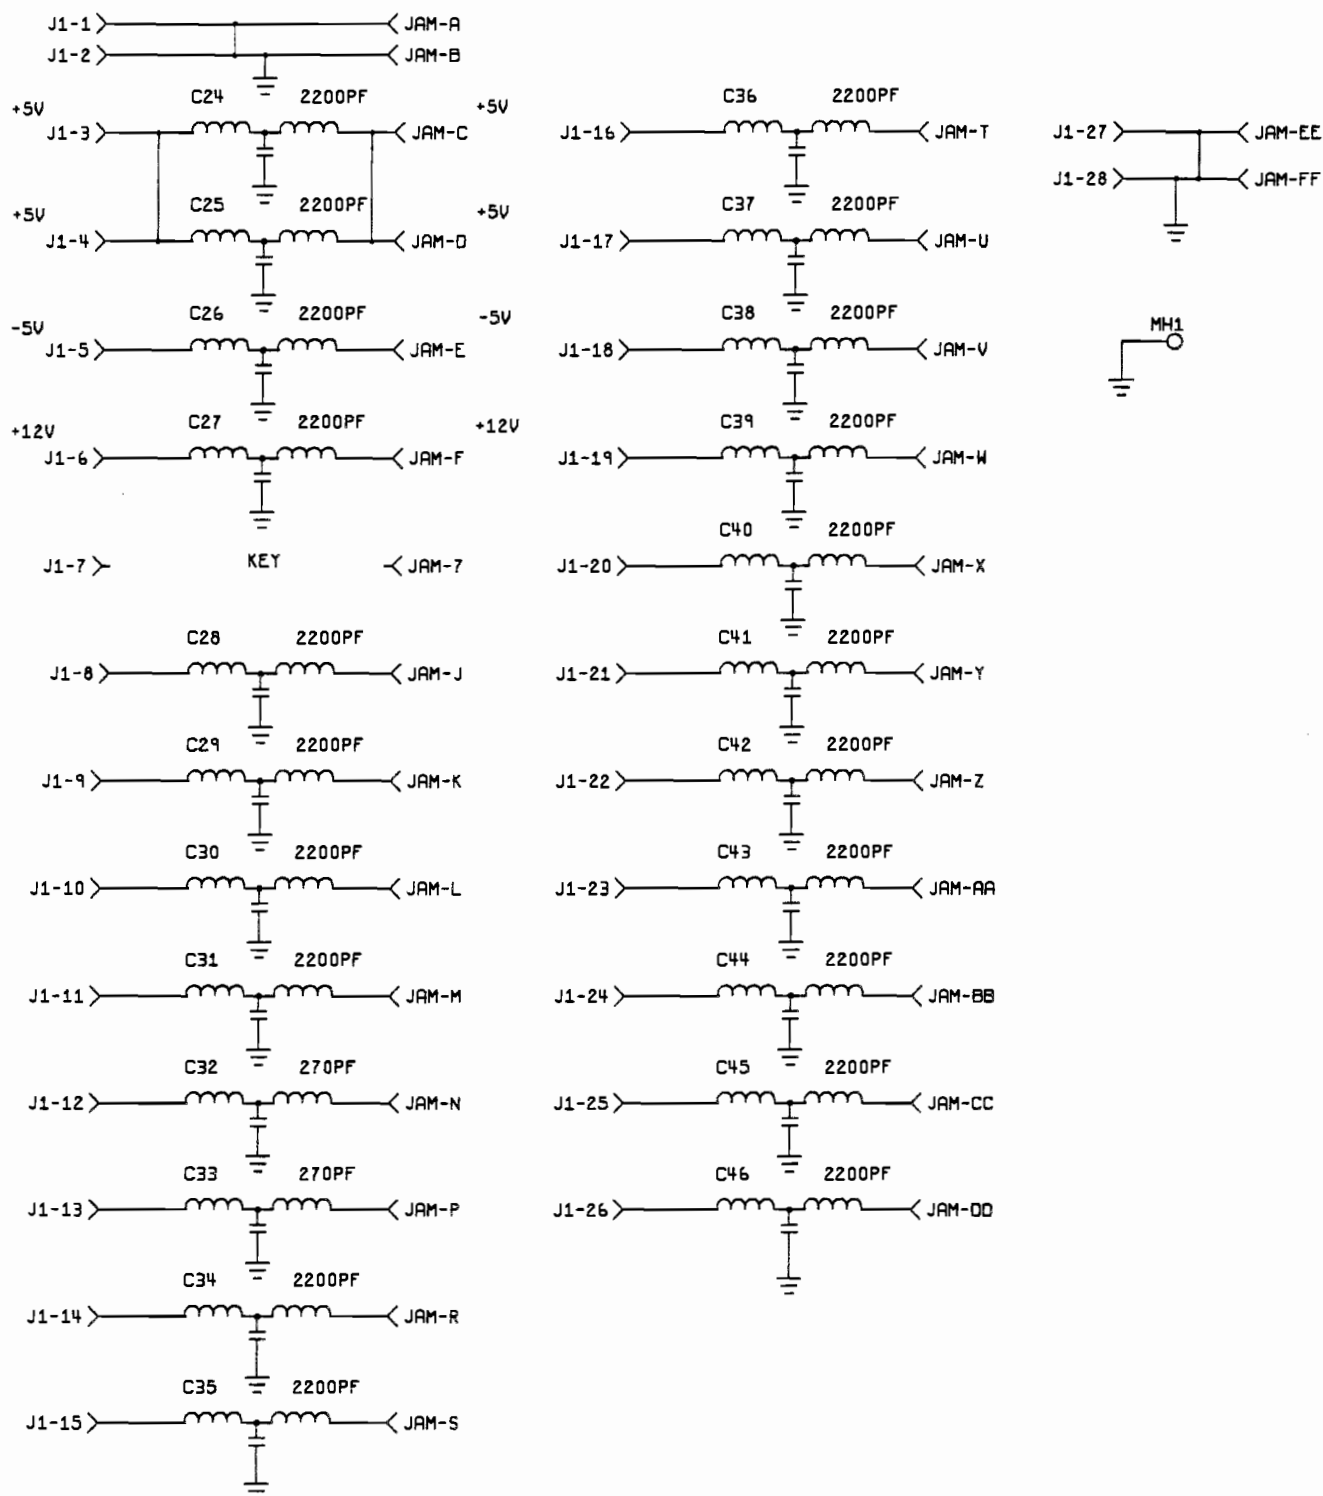 J1-1 JAM-A
J1-2 JAM-B
C24 2200PF
+5V +5V
J1-3 JAM-C
C25 2200PF
+5V +5V
J1-4 JAM-D
C26 2200PF
-5V -5V
J1-5 JAM-E
C27 2200PF
+12V +12V
J1-6 JAM-F
J1-7 KEY JAM-7
C28 2200PF
J1-8 JAM-J
C29 2200PF
J1-9 JAM-K
C30 2200PF
J1-10 JAM-L
C31 2200PF
J1-11 JAM-M
C32 270PF
J1-12 JAM-N
C33 270PF
J1-13 JAM-P
C34 2200PF
J1-14 JAM-R
C35 2200PF
J1-15 JAM-S
C36 2200PF
J1-16 JAM-T
C37 2200PF
J1-17 JAM-U
C38 2200PF
J1-18 JAM-V
C39 2200PF
J1-19 JAM-W
C40 2200PF
J1-20 JAM-X
C41 2200PF
J1-21 JAM-Y
C42 2200PF
J1-22 JAM-Z
C43 2200PF
J1-23 JAM-AA
C44 2200PF
J1-24 JAM-BB
C45 2200PF
J1-25 JAM-CC
C46 2200PF
J1-26 JAM-DD
J1-27 JAM-EE
J1-28 JAM-FF
MH1